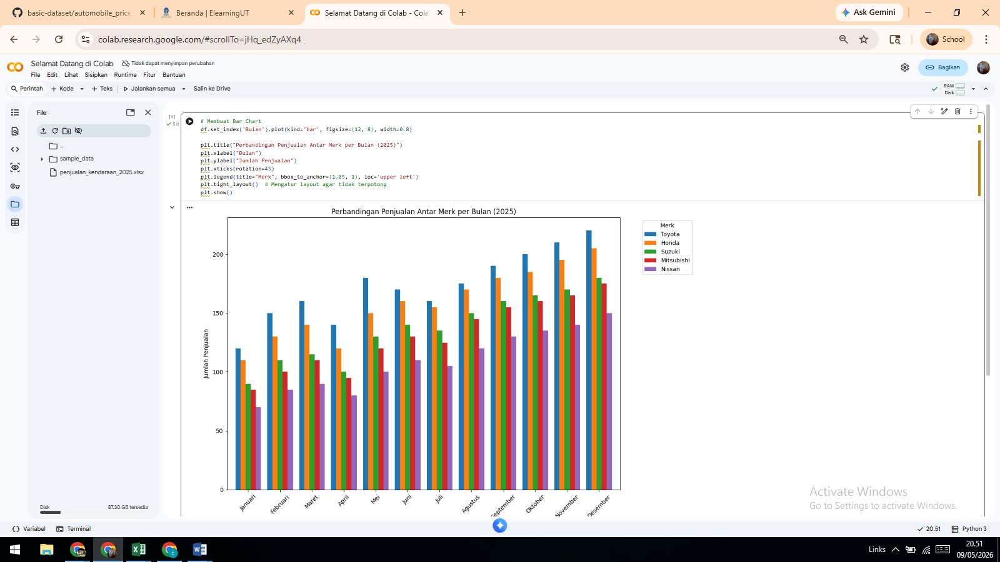 basic-dataset/automobile_price
Beranda | ElearningUT
Selamat Datang di Colab - Cola
Ask Gemini
colab.research.google.com/#scrollTo=jHq_edZyAXq4
School
Selamat Datang di Colab
Tidak dapat menyimpan perubahan
File Edit Lihat Sisipkan Runtime Fitur Bantuan
Bagikan
Perintah + Kode + Teks Jalankan semua Salin ke Drive
RAM
Disk
File
..
sample_data
penjualan_kendaraan_2025.xlsx
Disk 87.30 GB tersedia
[4]
5 d
# Membuat Bar Chart
df.set_index('Bulan').plot(kind='bar', figsize=(12, 8), width=0.8)
plt.title("Perbandingan Penjualan Antar Merk per Bulan (2025)")
plt.xlabel("Bulan")
plt.ylabel("Jumlah Penjualan")
plt.xticks(rotation=45)
plt.legend(title="Merk", bbox_to_anchor=(1.05, 1), loc='upper left')
plt.tight_layout()  # Mengatur layout agar tidak terpotong
plt.show()
Perbandingan Penjualan Antar Merk per Bulan (2025)
Merk
Toyota
Honda
Suzuki
Mitsubishi
Nissan
Jumlah Penjualan
200
150
100
50
0
Januari Februari Maret April Mei Juni Juli Agustus September Oktober November Desember
Activate Windows
Go to Settings to activate Windows.
Variabel Terminal
20.51 Python 3
Links
20.51
09/05/2026